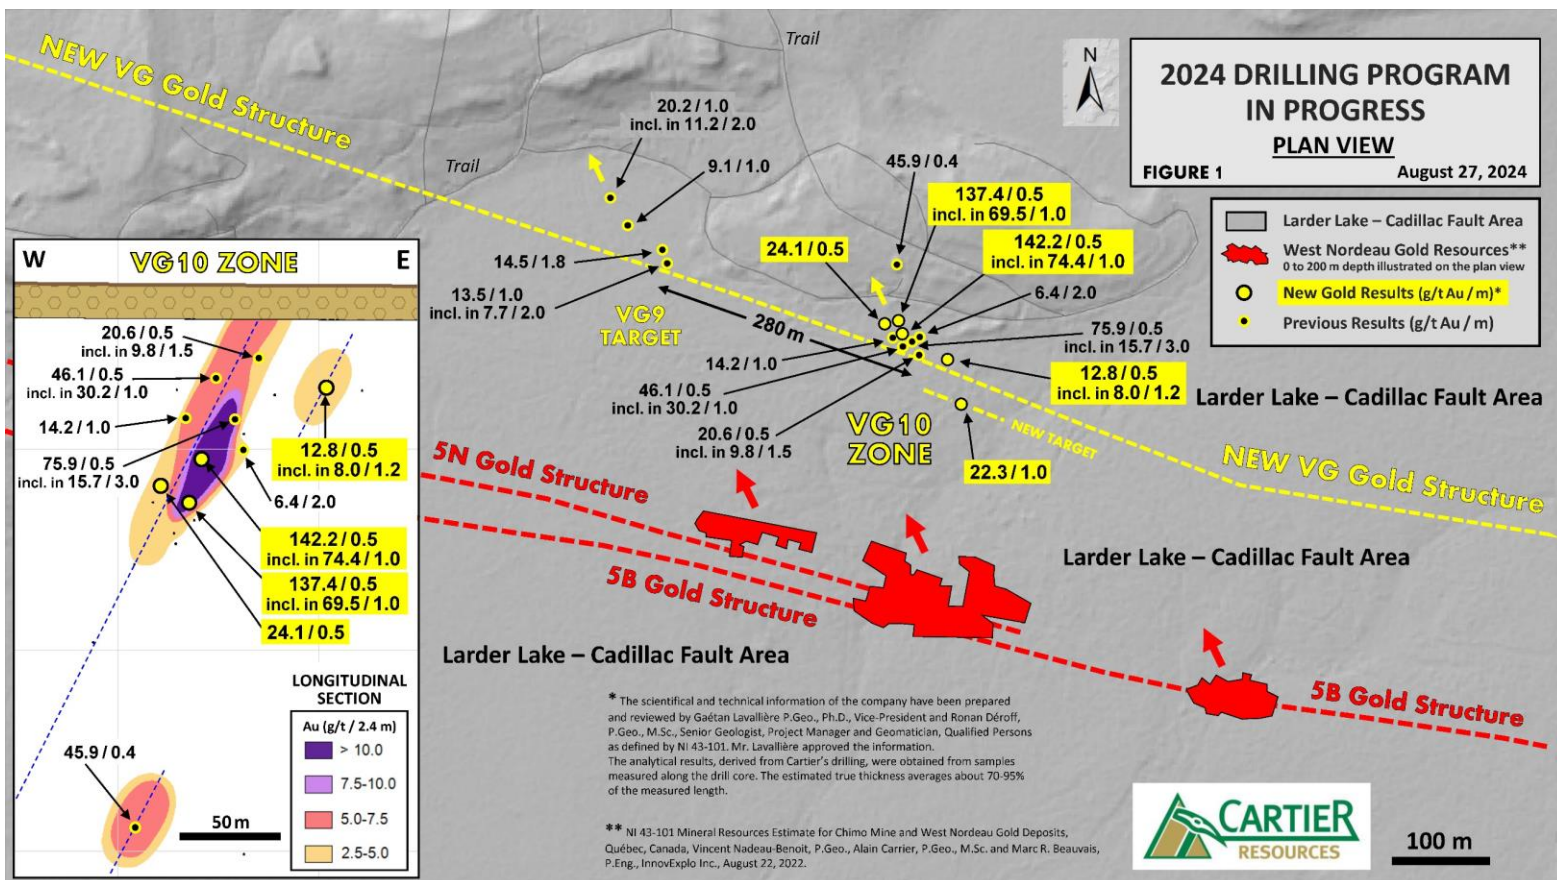 NEW VG Gold Structure
Trail
Trail
N
2024 DRILLING PROGRAM
IN PROGRESS
PLAN VIEW
FIGURE 1
August 27, 2024
Larder Lake – Cadillac Fault Area
West Nordeau Gold Resources**
0 to 200 m depth illustrated on the plan view
New Gold Results (g/t Au / m)*
Previous Results (g/t Au / m)
20.2 / 1.0
incl. in 11.2 / 2.0
9.1 / 1.0
14.5 / 1.8
13.5 / 1.0
incl. in 7.7 / 2.0
VG9
TARGET
280 m
45.9 / 0.4
137.4 / 0.5
incl. in 69.5 / 1.0
24.1 / 0.5
142.2 / 0.5
incl. in 74.4 / 1.0
6.4 / 2.0
75.9 / 0.5
incl. in 15.7 / 3.0
14.2 / 1.0
46.1 / 0.5
incl. in 30.2 / 1.0
20.6 / 0.5
incl. in 9.8 / 1.5
12.8 / 0.5
incl. in 8.0 / 1.2
VG10
ZONE
NEW TARGET
22.3 / 1.0
Larder Lake – Cadillac Fault Area
NEW VG Gold Structure
5N Gold Structure
5B Gold Structure
Larder Lake – Cadillac Fault Area
Larder Lake – Cadillac Fault Area
5B Gold Structure
W
VG10 ZONE
E
20.6 / 0.5
incl. in 9.8 / 1.5
46.1 / 0.5
incl. in 30.2 / 1.0
14.2 / 1.0
75.9 / 0.5
incl. in 15.7 / 3.0
12.8 / 0.5
incl. in 8.0 / 1.2
6.4 / 2.0
142.2 / 0.5
incl. in 74.4 / 1.0
137.4 / 0.5
incl. in 69.5 / 1.0
24.1 / 0.5
45.9 / 0.4
50 m
LONGITUDINAL
SECTION
Au (g/t / 2.4 m)
> 10.0
7.5-10.0
5.0-7.5
2.5-5.0
* The scientifical and technical information of the company have been prepared
and reviewed by Gaétan Lavallière P.Geo., Ph.D., Vice-President and Ronan Déroff,
P.Geo., M.Sc., Senior Geologist, Project Manager and Geomatician, Qualified Persons
as defined by NI 43-101. Mr. Lavallière approved the information.
The analytical results, derived from Cartier's drilling, were obtained from samples
measured along the drill core. The estimated true thickness averages about 70-95%
of the measured length.
** NI 43-101 Mineral Resources Estimate for Chimo Mine and West Nordeau Gold Deposits,
Québec, Canada, Vincent Nadeau-Benoit, P.Geo., Alain Carrier, P.Geo., M.Sc. and Marc R. Beauvais,
P.Eng., InnovExplo Inc., August 22, 2022.
CARTIER
RESOURCES
100 m